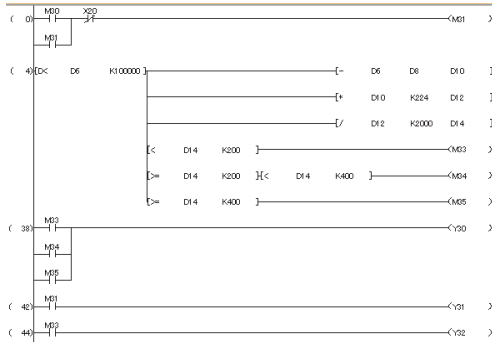 M30 X20
( 0) (M31 )
M31
( 4) [D< D6 K100000 ] [- D6 D8 D10 ]
[+ D10 K224 D12 ]
[/ D12 K2000 D14 ]
[< D14 K200 ] (M33 )
[>= D14 K200 ][< D14 K400 ] (M34 )
[>= D14 K400 ] (M35 )
M33
( 38) (Y30 )
M34
M35
M31
( 42) (Y31 )
M33
( 44) (Y32 )